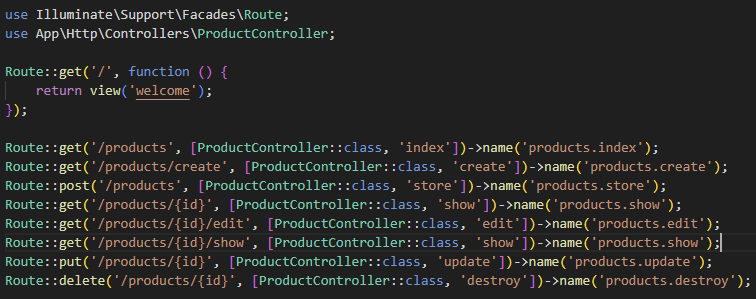 use Illuminate\Support\Facades\Route;
use App\Http\Controllers\ProductController;
Route::get('/', function () {
    return view('welcome');
});
Route::get('/products', [ProductController::class, 'index'])->name('products.index');
Route::get('/products/create', [ProductController::class, 'create'])->name('products.create');
Route::post('/products', [ProductController::class, 'store'])->name('products.store');
Route::get('/products/{id}', [ProductController::class, 'show'])->name('products.show');
Route::get('/products/{id}/edit', [ProductController::class, 'edit'])->name('products.edit');
Route::get('/products/{id}/show', [ProductController::class, 'show'])->name('products.show');
Route::put('/products/{id}', [ProductController::class, 'update'])->name('products.update');
Route::delete('/products/{id}', [ProductController::class, 'destroy'])->name('products.destroy');